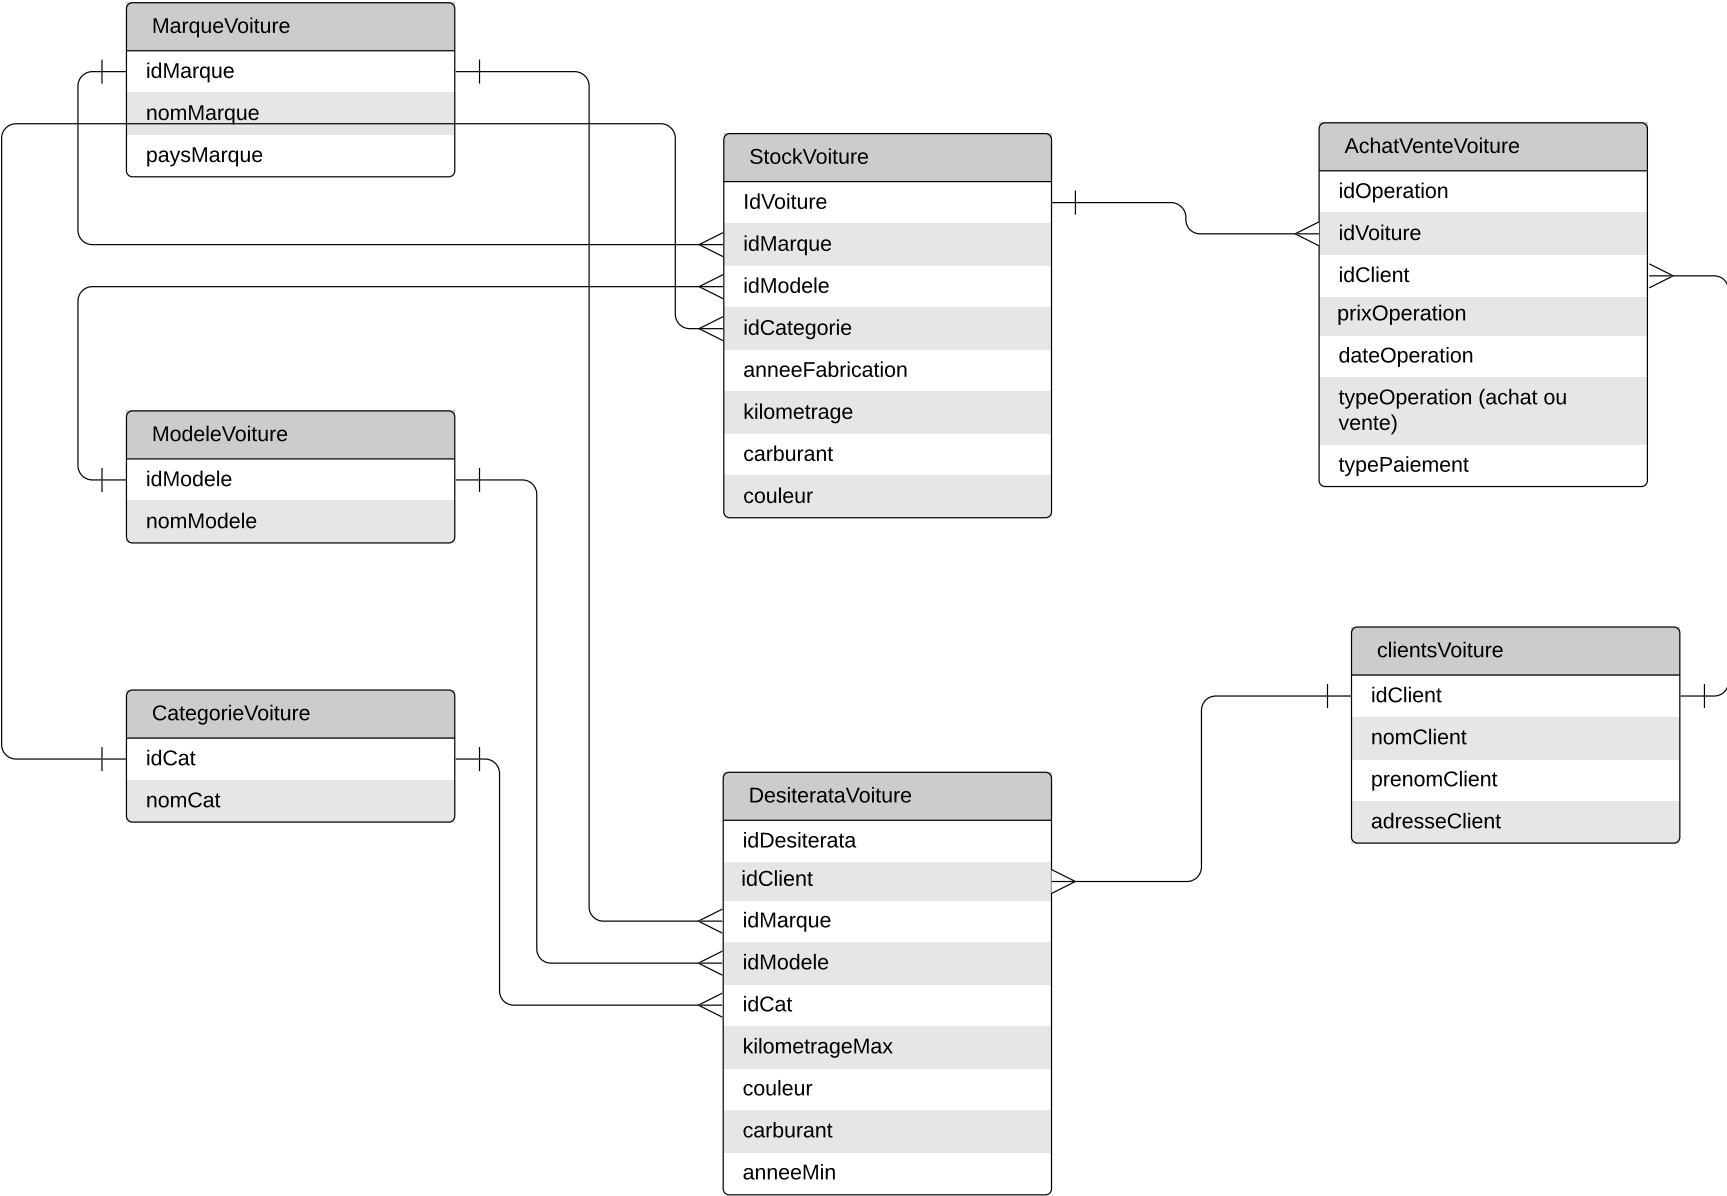 MarqueVoiture
idMarque
nomMarque
paysMarque
ModeleVoiture
idModele
nomModele
CategorieVoiture
idCat
nomCat
StockVoiture
IdVoiture
idMarque
idModele
idCategorie
anneeFabrication
kilometrage
carburant
couleur
DesiterataVoiture
idDesiterata
idClient
idMarque
idModele
idCat
kilometrageMax
couleur
carburant
anneeMin
AchatVenteVoiture
idOperation
idVoiture
idClient
prixOperation
dateOperation
typeOperation (achat ou
vente)
typePaiement
clientsVoiture
idClient
nomClient
prenomClient
adresseClient